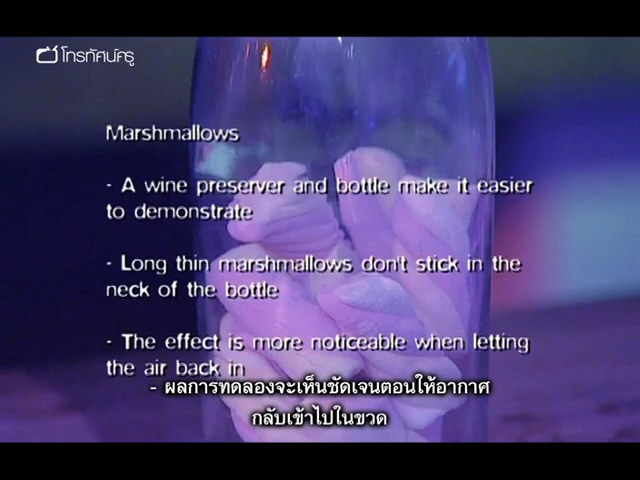 โทรทัศน์ครู
Marshmallows
- A wine preserver and bottle make it easier
to demonstrate
- Long thin marshmallows don't stick in the
neck of the bottle
- The effect is more noticeable when letting
the air back in
- ผลการทดลองจะเห็นชัดเจนตอนให้อากาศ
กลับเข้าไปในขวด